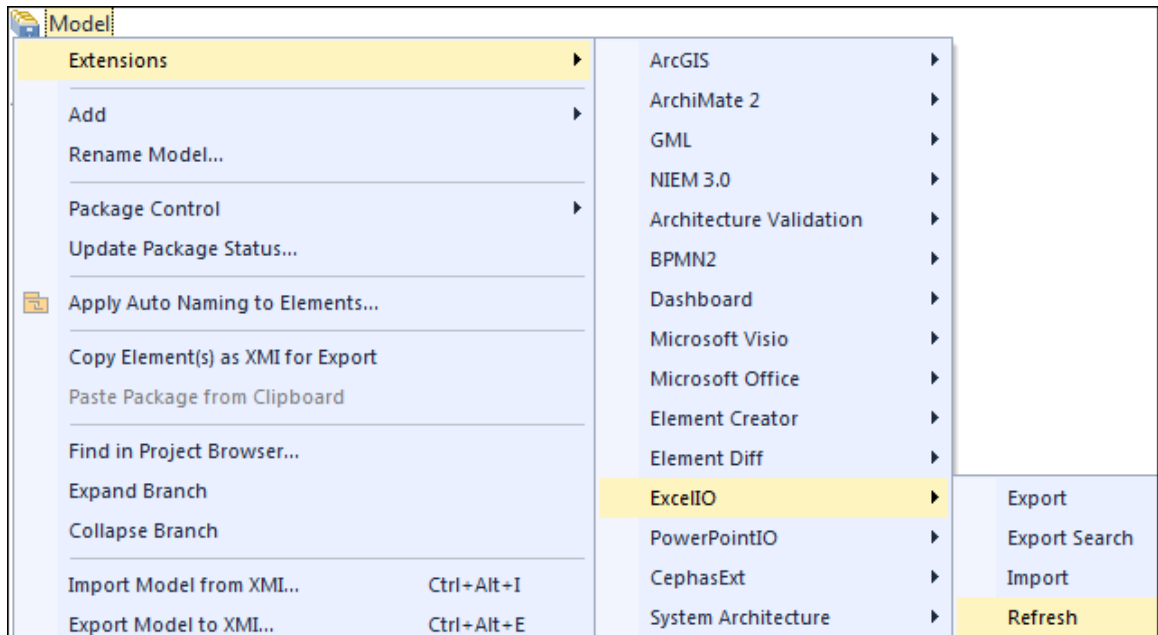 Model
Extensions
Add
Rename Model...
Package Control
Update Package Status...
Apply Auto Naming to Elements...
Copy Element(s) as XMI for Export
Paste Package from Clipboard
Find in Project Browser...
Expand Branch
Collapse Branch
Import Model from XMI... Ctrl+Alt+I
Export Model to XMI... Ctrl+Alt+E
ArcGIS
ArchiMate 2
GML
NIEM 3.0
Architecture Validation
BPMN2
Dashboard
Microsoft Visio
Microsoft Office
Element Creator
Element Diff
ExcelIO
PowerPointIO
CephasExt
System Architecture
Export
Export Search
Import
Refresh